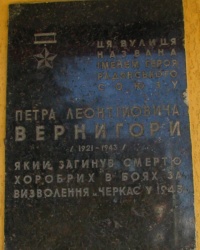 ЦЯ ВУЛИЦЯ
НАЗВАНА
ІМЕНЕМ ГЕРОЯ
РАДЯНСЬКОГО
СОЮЗУ
ПЕТРА ЛЕОНТІЙОВИЧА
ВЕРНИГОРИ
/ 1921-1943 /
ЯКИЙ ЗАГИНУВ СМЕРТЮ
ХОРОБРИХ В БОЯХ ЗА
ВИЗВОЛЕННЯ ЧЕРКАС У 1943